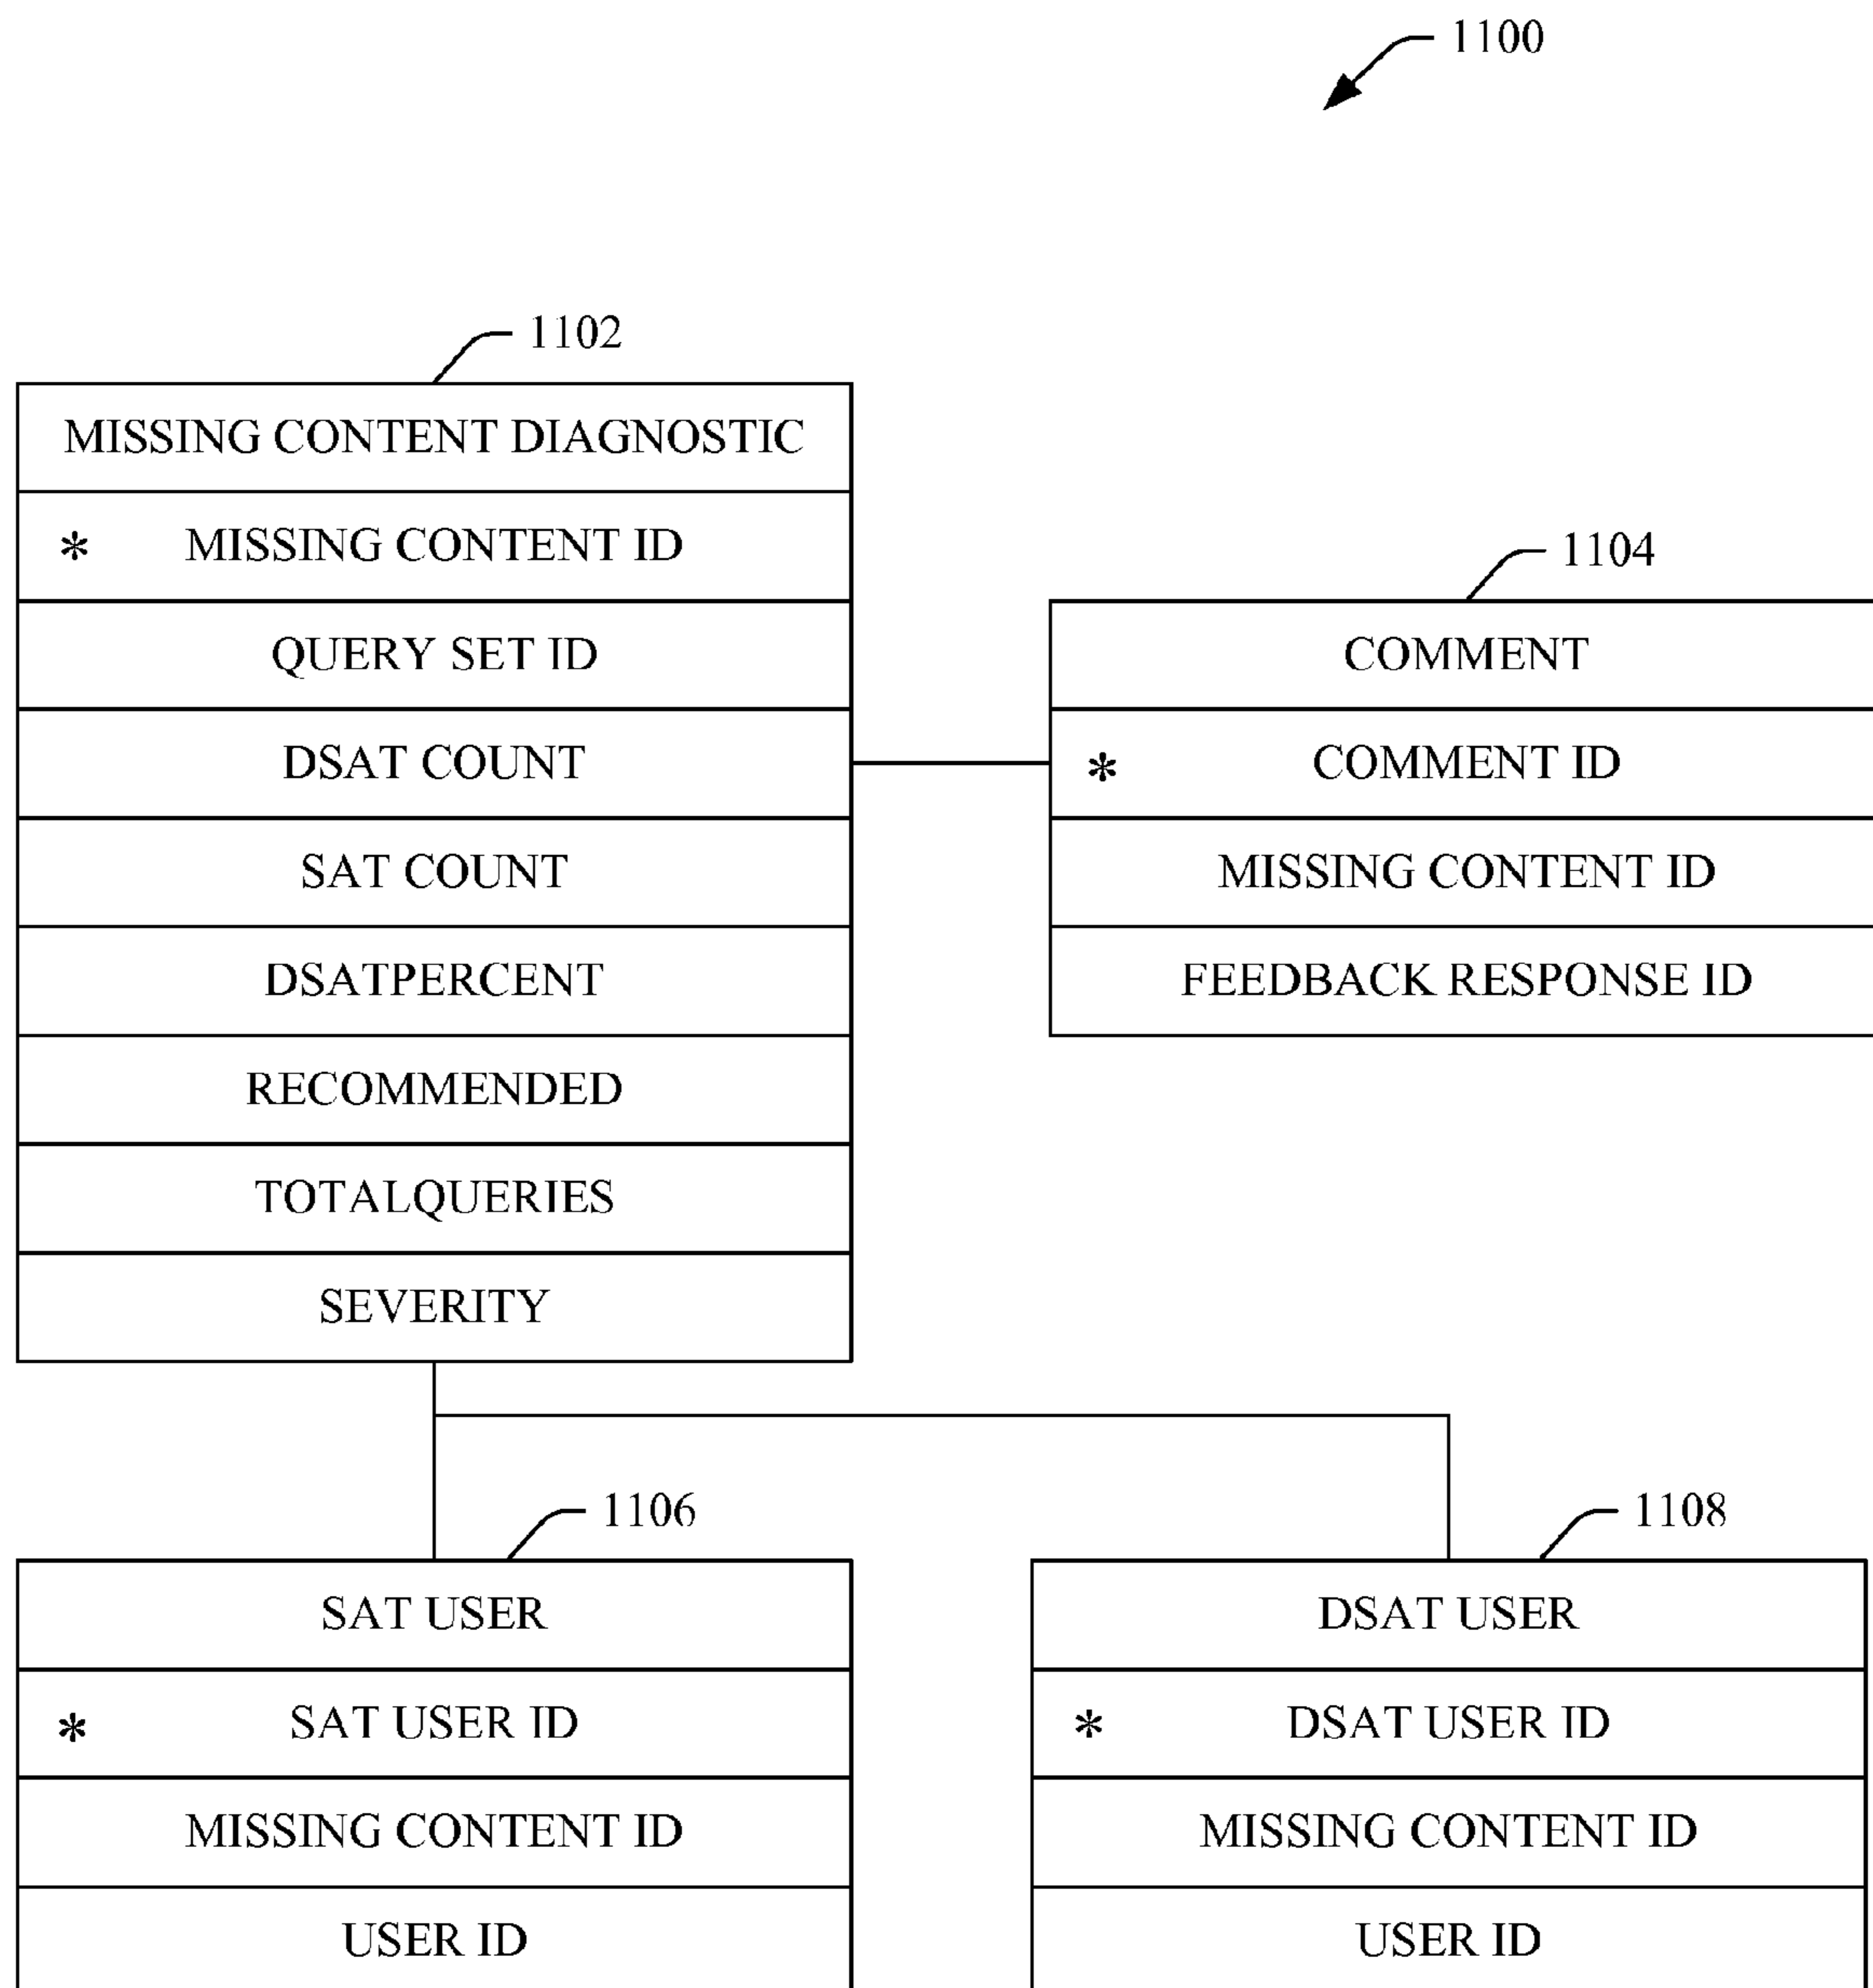 1100
1102
MISSING CONTENT DIAGNOSTIC
* MISSING CONTENT ID
QUERY SET ID
DSAT COUNT
SAT COUNT
DSATPERCENT
RECOMMENDED
TOTALQUERIES
SEVERITY
1104
COMMENT
* COMMENT ID
MISSING CONTENT ID
FEEDBACK RESPONSE ID
1106
SAT USER
* SAT USER ID
MISSING CONTENT ID
USER ID
1108
DSAT USER
* DSAT USER ID
MISSING CONTENT ID
USER ID